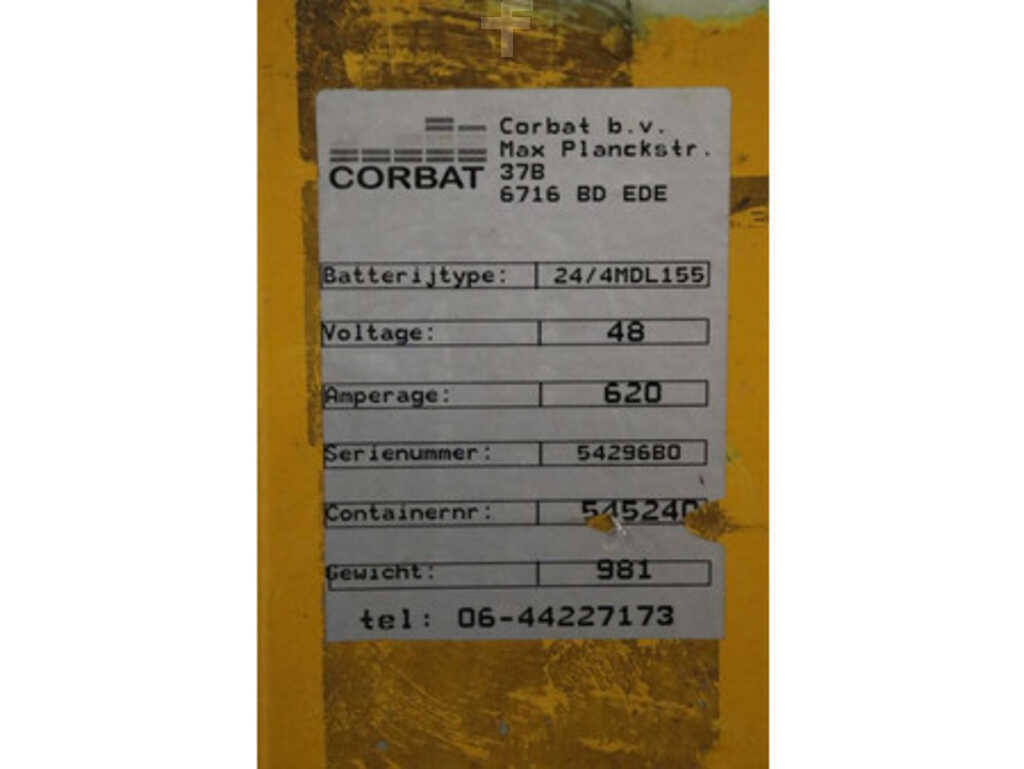 CORBAT
Corbat b.v.
Max Planckstr.
37B
6716 BD EDE
Batterijtype: 24/4MDL155
Voltage: 48
Amperage: 620
Serienummer: 54296B0
Containernr:
Gewicht: 981
tel: 06-44227173